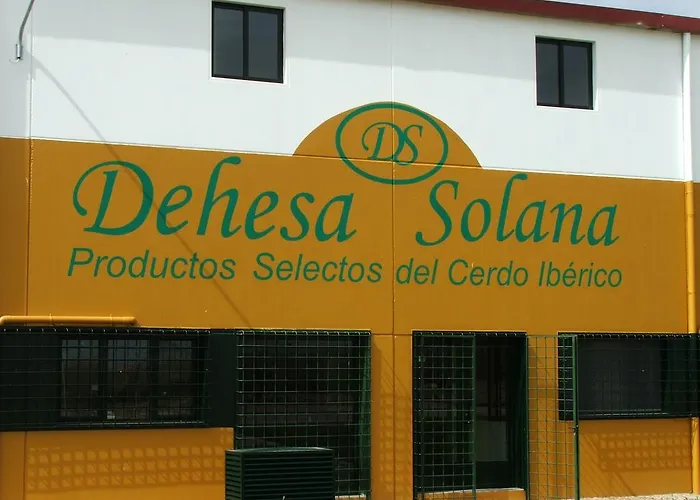 DS
Dehesa Solana
Productos Selectos del Cerdo Ibérico